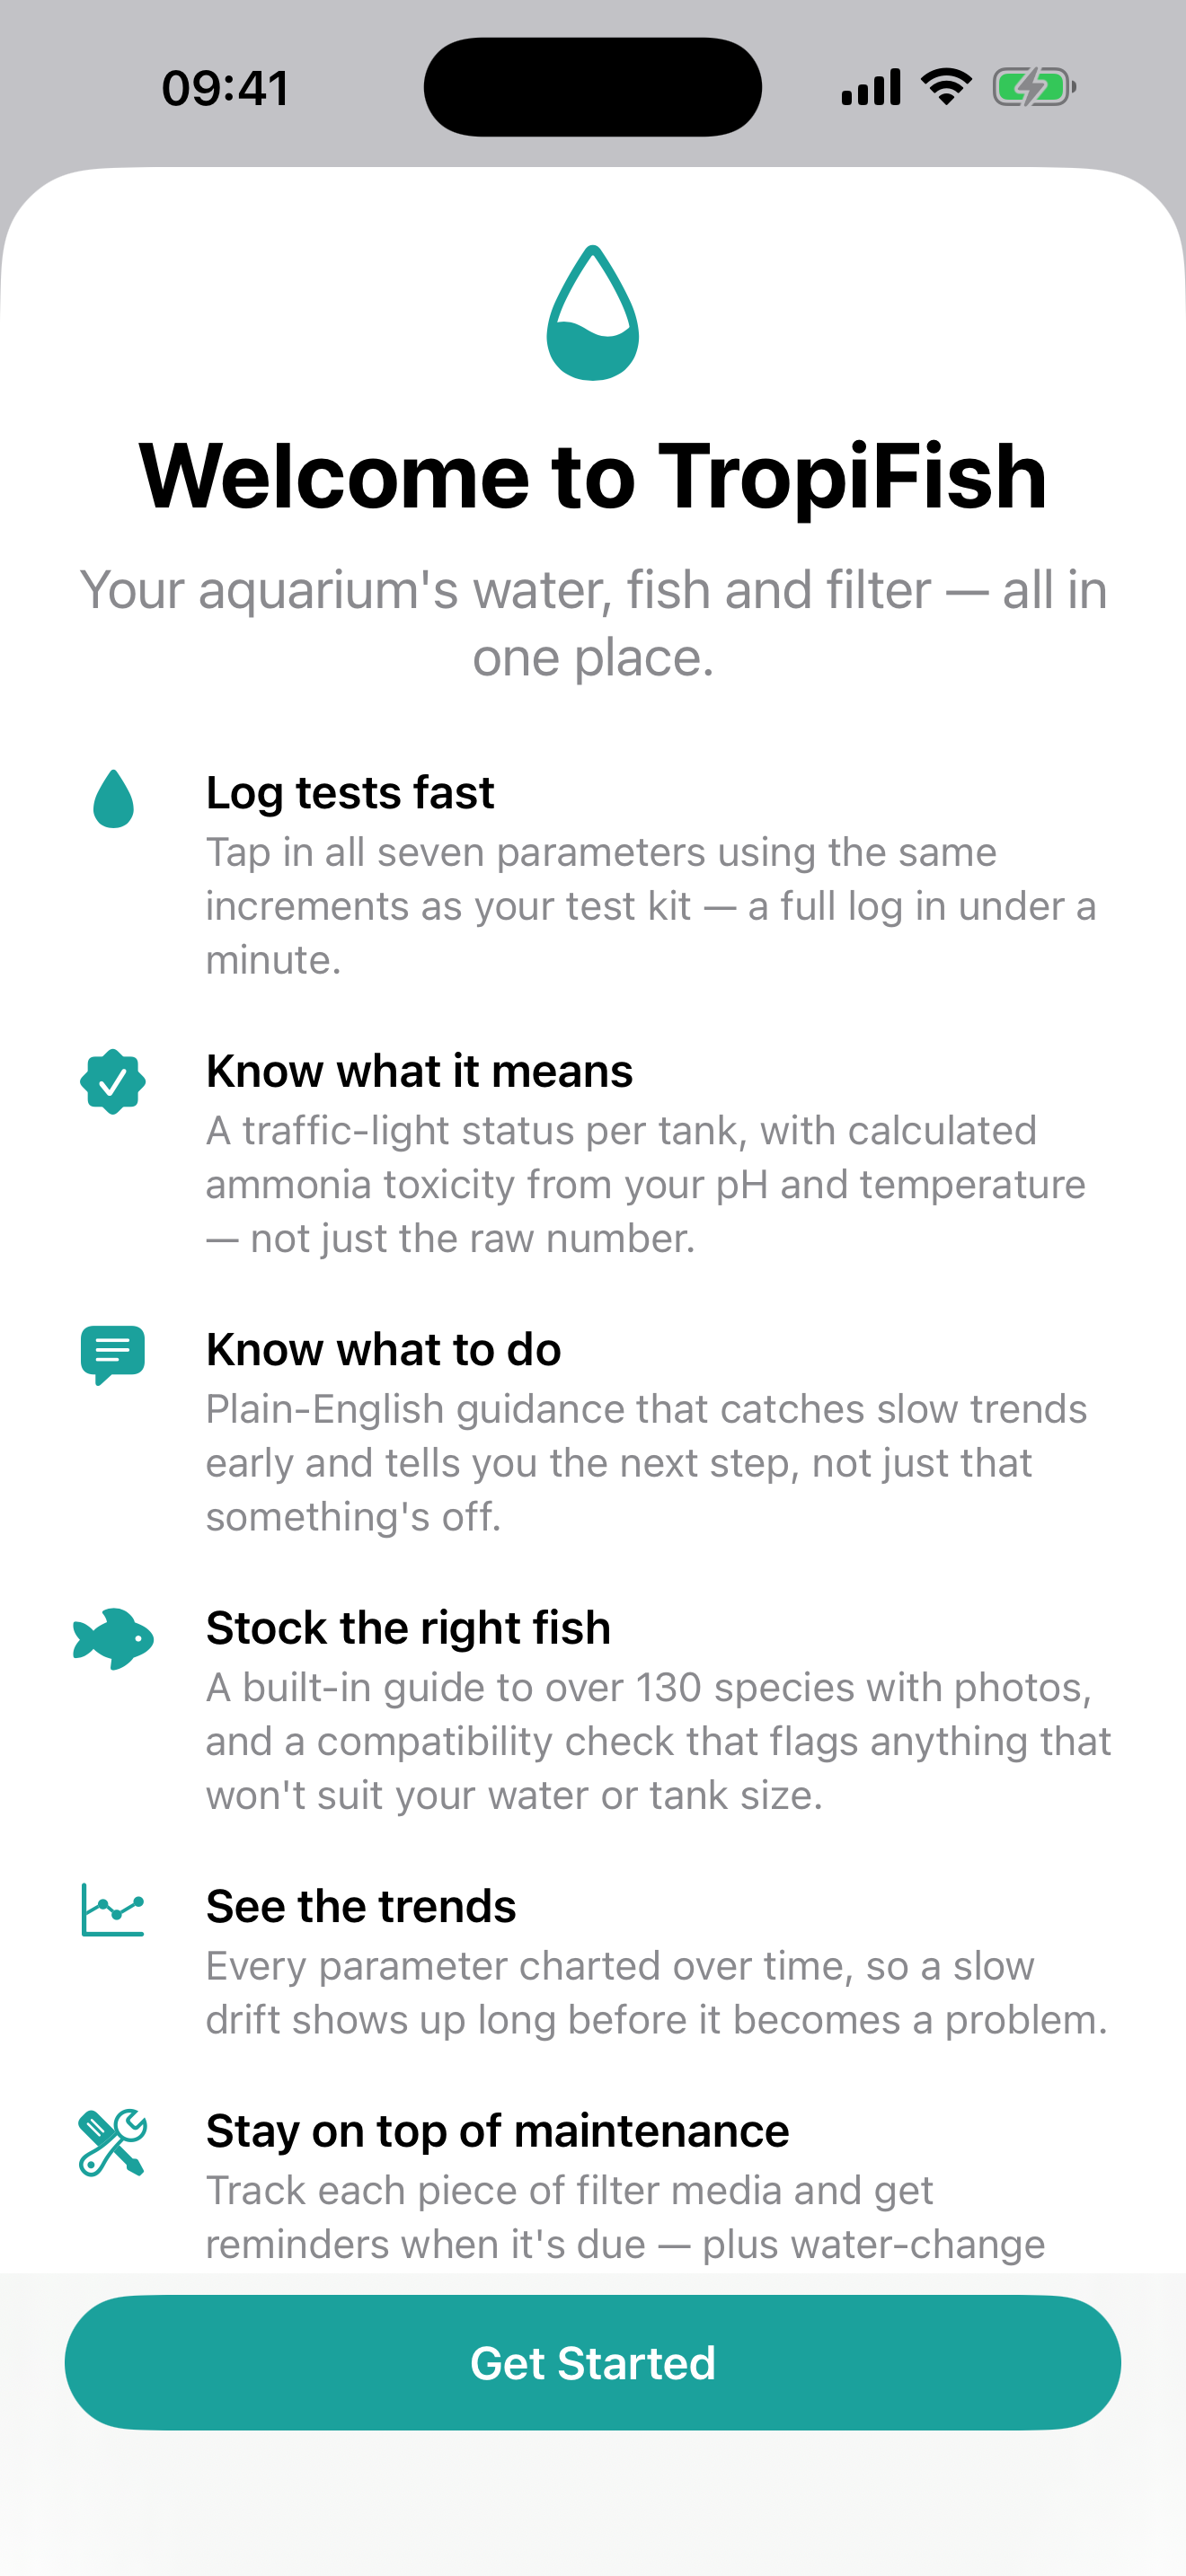 09:41
Welcome to TropiFish
Your aquarium's water, fish and filter — all in
one place.
Log tests fast
Tap in all seven parameters using the same
increments as your test kit — a full log in under a
minute.
Know what it means
A traffic-light status per tank, with calculated
ammonia toxicity from your pH and temperature
— not just the raw number.
Know what to do
Plain-English guidance that catches slow trends
early and tells you the next step, not just that
something's off.
Stock the right fish
A built-in guide to over 130 species with photos,
and a compatibility check that flags anything that
won't suit your water or tank size.
See the trends
Every parameter charted over time, so a slow
drift shows up long before it becomes a problem.
Stay on top of maintenance
Track each piece of filter media and get
reminders when it's due — plus water-change
Get Started